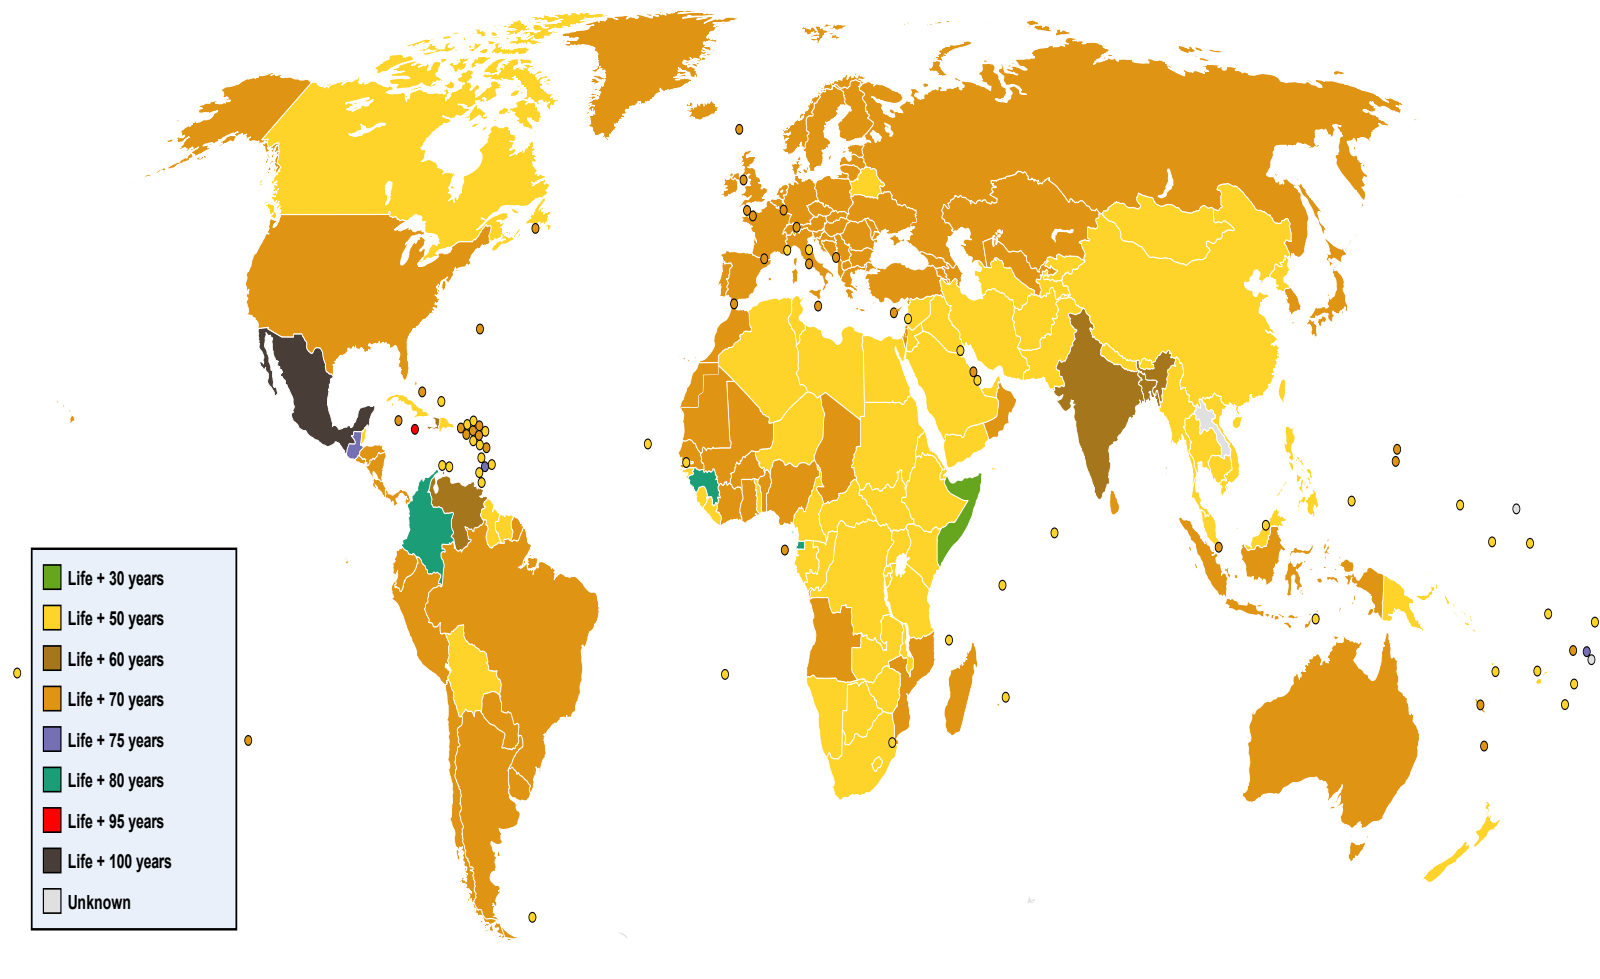 Life + 30 years
Life + 50 years
Life + 60 years
Life + 70 years
Life + 75 years
Life + 80 years
Life + 95 years
Life + 100 years
Unknown